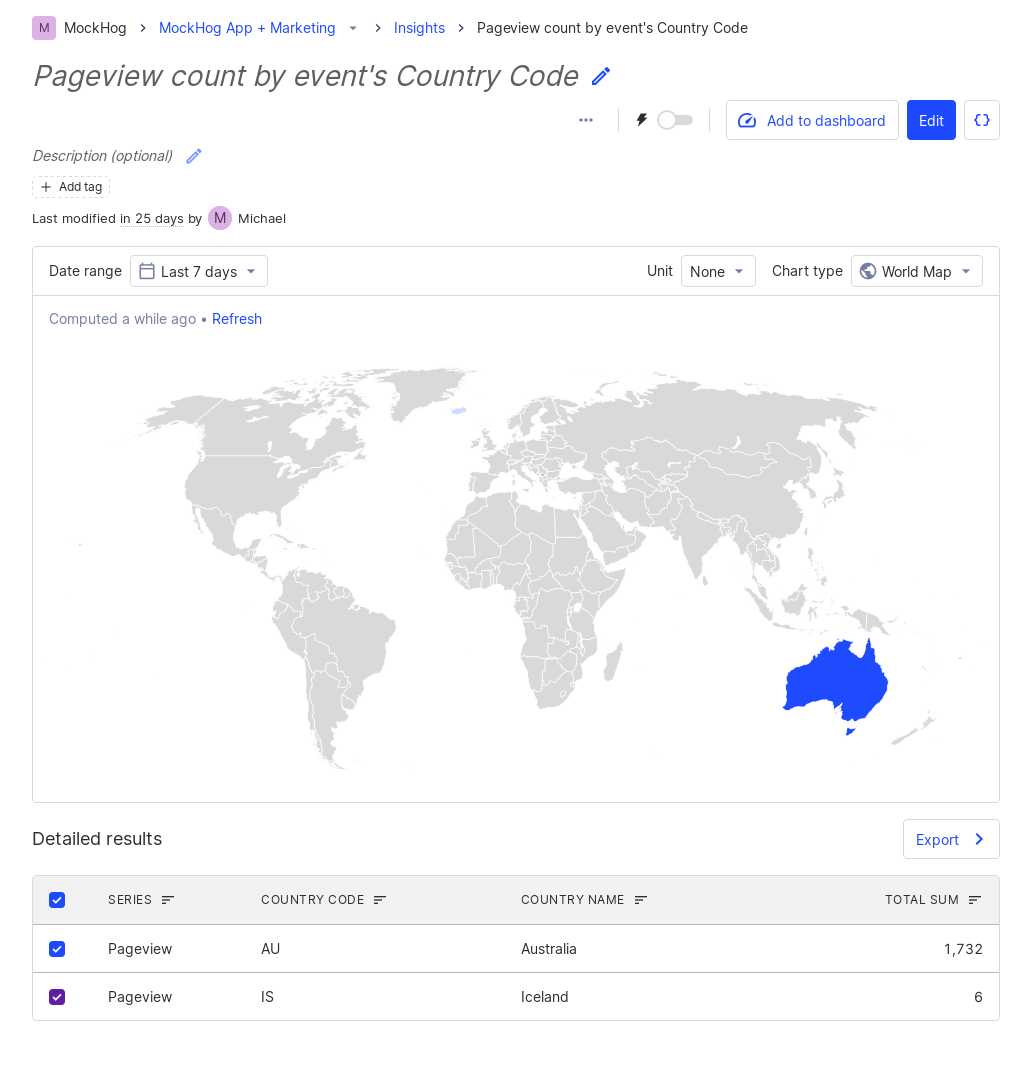 M MockHog > MockHog App + Marketing > Insights > Pageview count by event's Country Code
Pageview count by event's Country Code
Add to dashboard Edit {}
Description (optional)
+ Add tag
Last modified in 25 days by M Michael
Date range Last 7 days Unit None Chart type World Map
Computed a while ago • Refresh
Detailed results Export
SERIES COUNTRY CODE COUNTRY NAME TOTAL SUM
Pageview AU Australia 1,732
Pageview IS Iceland 6